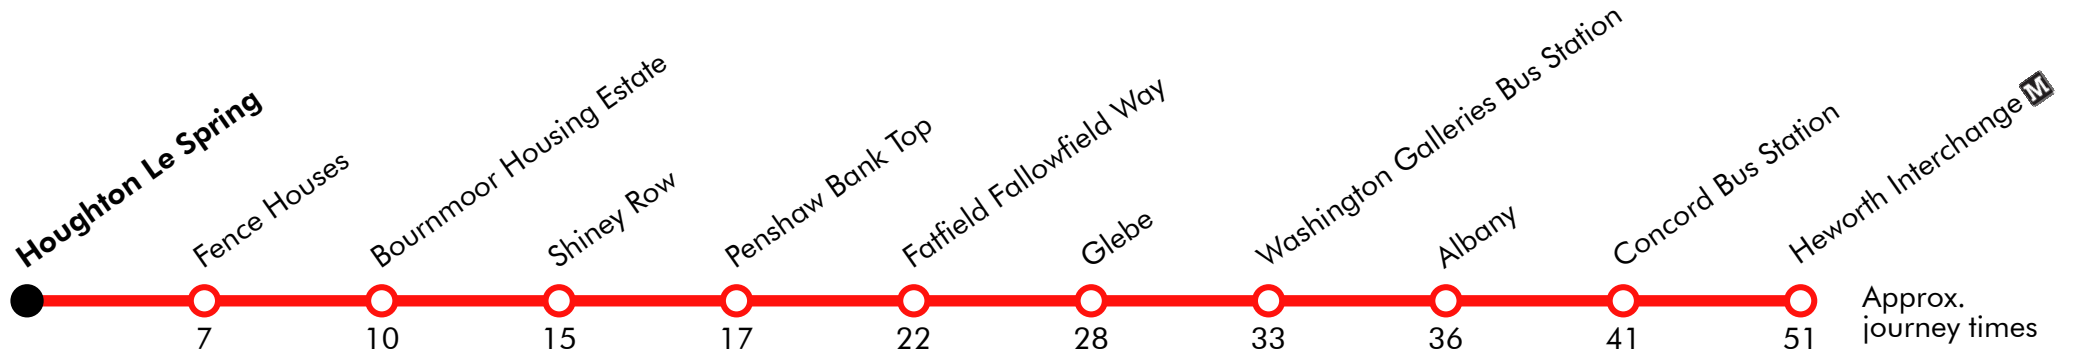 Houghton Le Spring
Fence Houses
Bournmoor Housing Estate
Shiney Row
Penshaw Bank Top
Fatfield Fallowfield Way
Glebe
Washington Galleries Bus Station
Albany
Concord Bus Station
Heworth Interchange M
7
10
15
17
22
28
33
36
41
51
Approx.
journey times